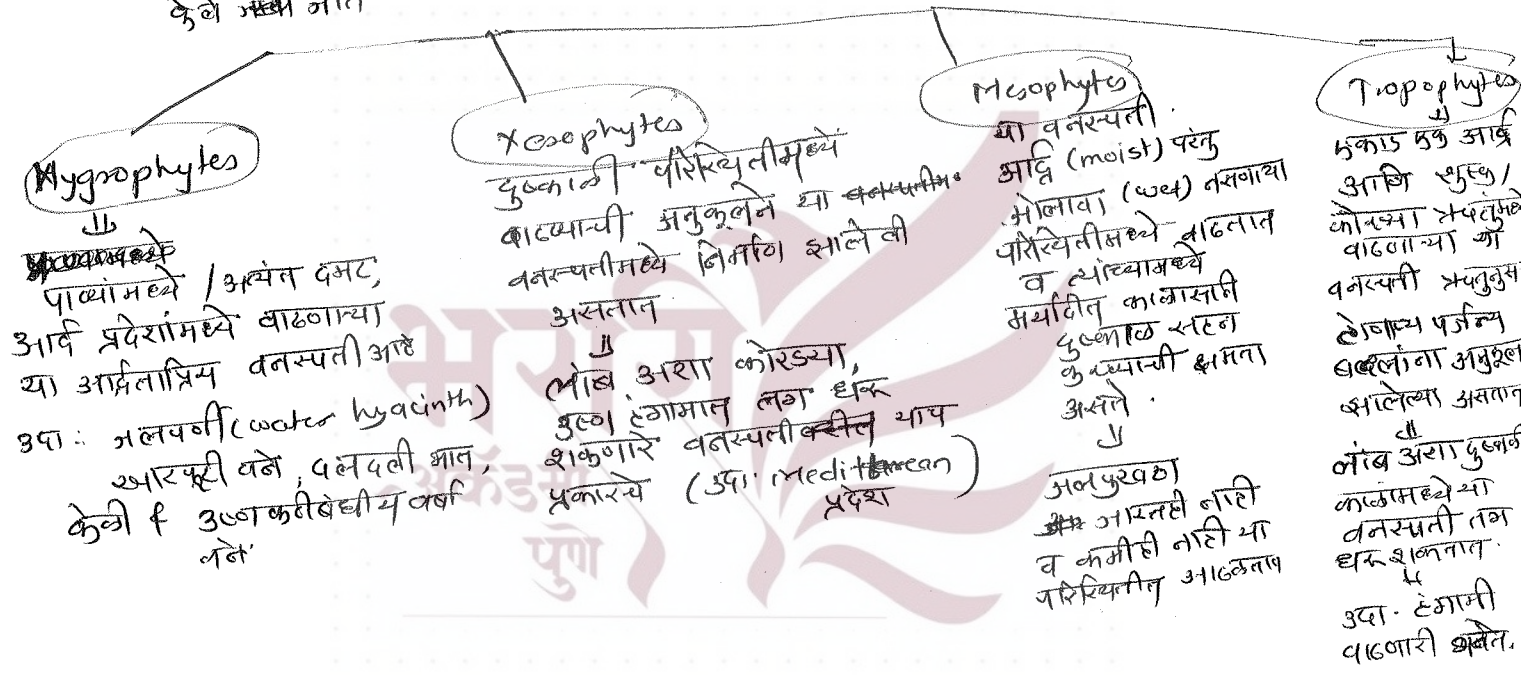 केले जाते
Hygrophytes
पाण्यांमध्ये / अत्यंत दमट,
आर्द्र प्रदेशांमध्ये वाढणाऱ्या
या आर्द्रताप्रिय वनस्पती आहे
उदा: जलपर्णी (water hyacinth)
खारफुटी वने, दलदली भात,
केळी र्f उष्णकटीबंधीय वर्षा
वने
Xerophytes
दुष्काळी परिस्थितीमध्ये
वाढण्याची अनुकूलने या
वनस्पतीमध्ये निर्माण झालेली
असतात
लांब अशा कोरड्या,
उष्ण हंगामात तग धरू
शकणारे वनस्पती याच
प्रकारचे (उदा. Mediterranean
प्रदेश)
Mesophytes
या वनस्पती
आर्द्र (moist) परंतु
ओलावा (wet) नसणाऱ्या
परिस्थितीमध्ये वाढतात
व त्यांच्यामध्ये
मर्यादीत काळासाठी
दुष्काळ सहन
करण्याची क्षमता
असते.
जलपुरवठा
जास्तही नाही
व कमीही नाही या
परिस्थितीत आढळतात
Tropophytes
एकाड एक आर्द्र
आणि शुष्क/
कोरड्या ऋतुमध्ये
वाढणाऱ्या या
वनस्पती ऋतुनुसार
होणाऱ्या पर्जन्य
बदलांना अनुकूल
झालेल्या असतात
लांब अशा दुष्काळी
काळामध्ये या
वनस्पती तग
धरू शकतात.
उदा. हंगामी
वाढणारी शेत.
भराग
अॅकॅडमी
पुणे